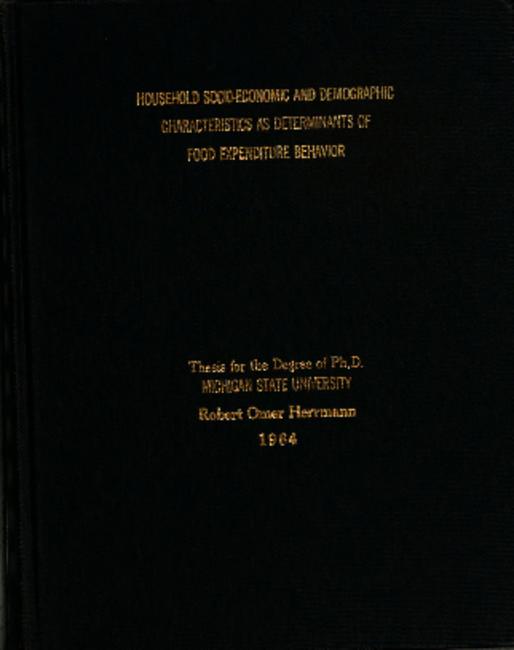 HOUSEHOLD SOCIO-ECONOMIC AND DEMOGRAPHIC
CHARACTERISTICS AS DETERMINANTS OF
FOOD EXPENDITURE BEHAVIOR
Thesis for the Degree of Ph.D.
MICHIGAN STATE UNIVERSITY
Robert Omer Herrmann
1964